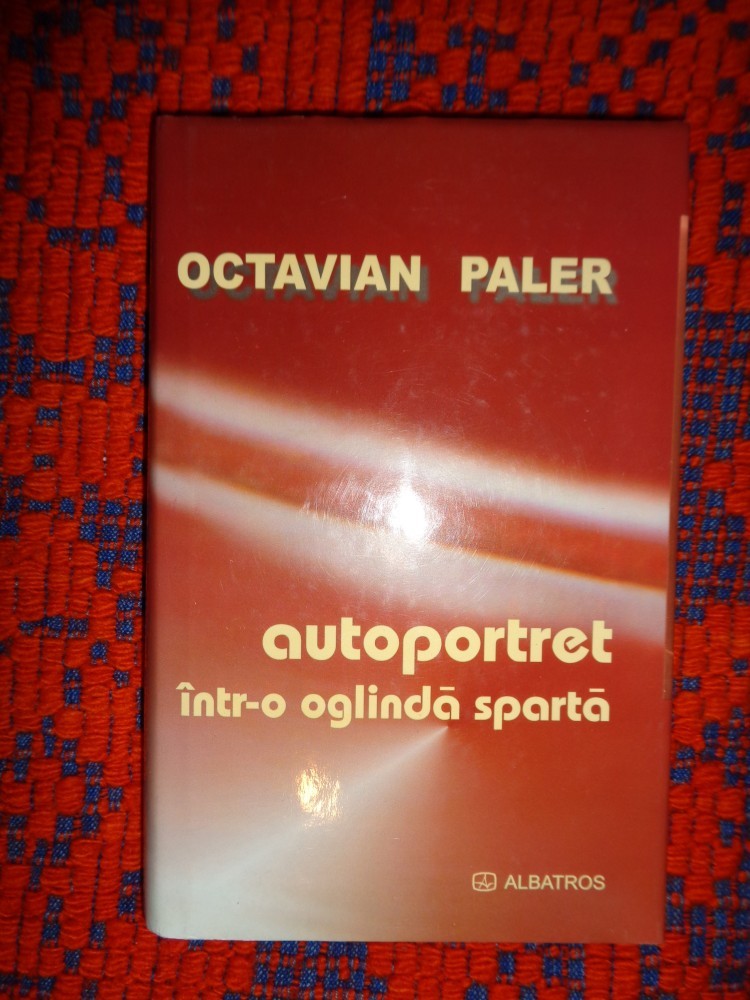 OCTAVIAN PALER
autoportret
într-o oglindă spartă
ALBATROS